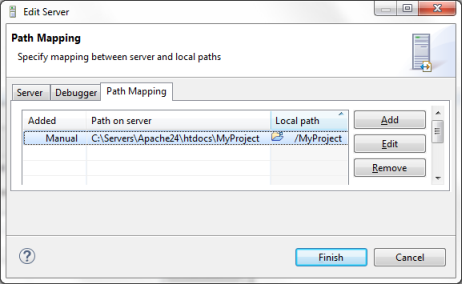 Edit Server
Path Mapping
Specify mapping between server and local paths
Server Debugger Path Mapping
Added Path on server Local path
Manual C:\Servers\Apache24\htdocs\MyProject /MyProject
Add
Edit
Remove
Finish Cancel